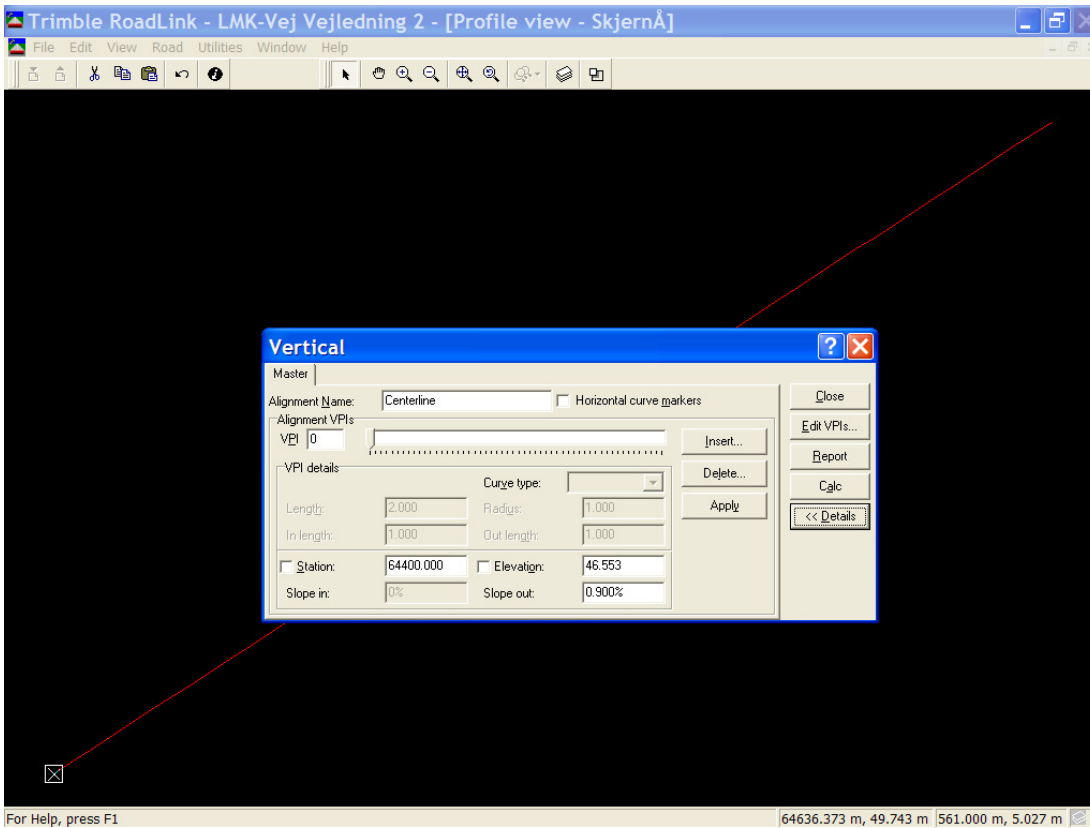 Trimble RoadLink - LMK-Vej Vejledning 2 - [Profile view - SkjernÅ]
File Edit View Road Utilities Window Help
Vertical
Master
Alignment Name: Centerline Horizontal curve markers Close
Alignment VPIs Edit VPIs...
VPI 0 Insert...
Report
VPI details Delete...
Curve type: Calc
Length: 2.000 Radius: 1.000 Apply
<< Details
In length: 1.000 Out length: 1.000
Station: 64400.000 Elevation: 46.553
Slope in: 0% Slope out: 0.900%
For Help, press F1 64636.373 m, 49.743 m 561.000 m, 5.027 m